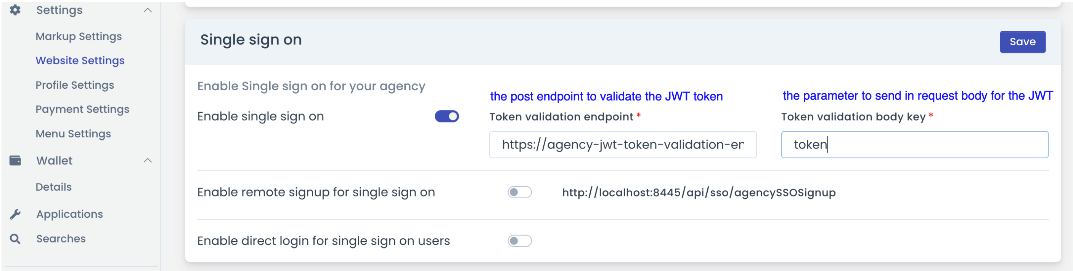 Settings
Markup Settings
Website Settings
Profile Settings
Payment Settings
Menu Settings
Wallet
Details
Applications
Searches
Single sign on
Save
Enable Single sign on for your agency
the post endpoint to validate the JWT token
the parameter to send in request body for the JWT
Enable single sign on
Token validation endpoint *
Token validation body key *
https://agency-jwt-token-validation-er
token
Enable remote signup for single sign on
http://localhost:8445/api/sso/agencySSOSignup
Enable direct login for single sign on users